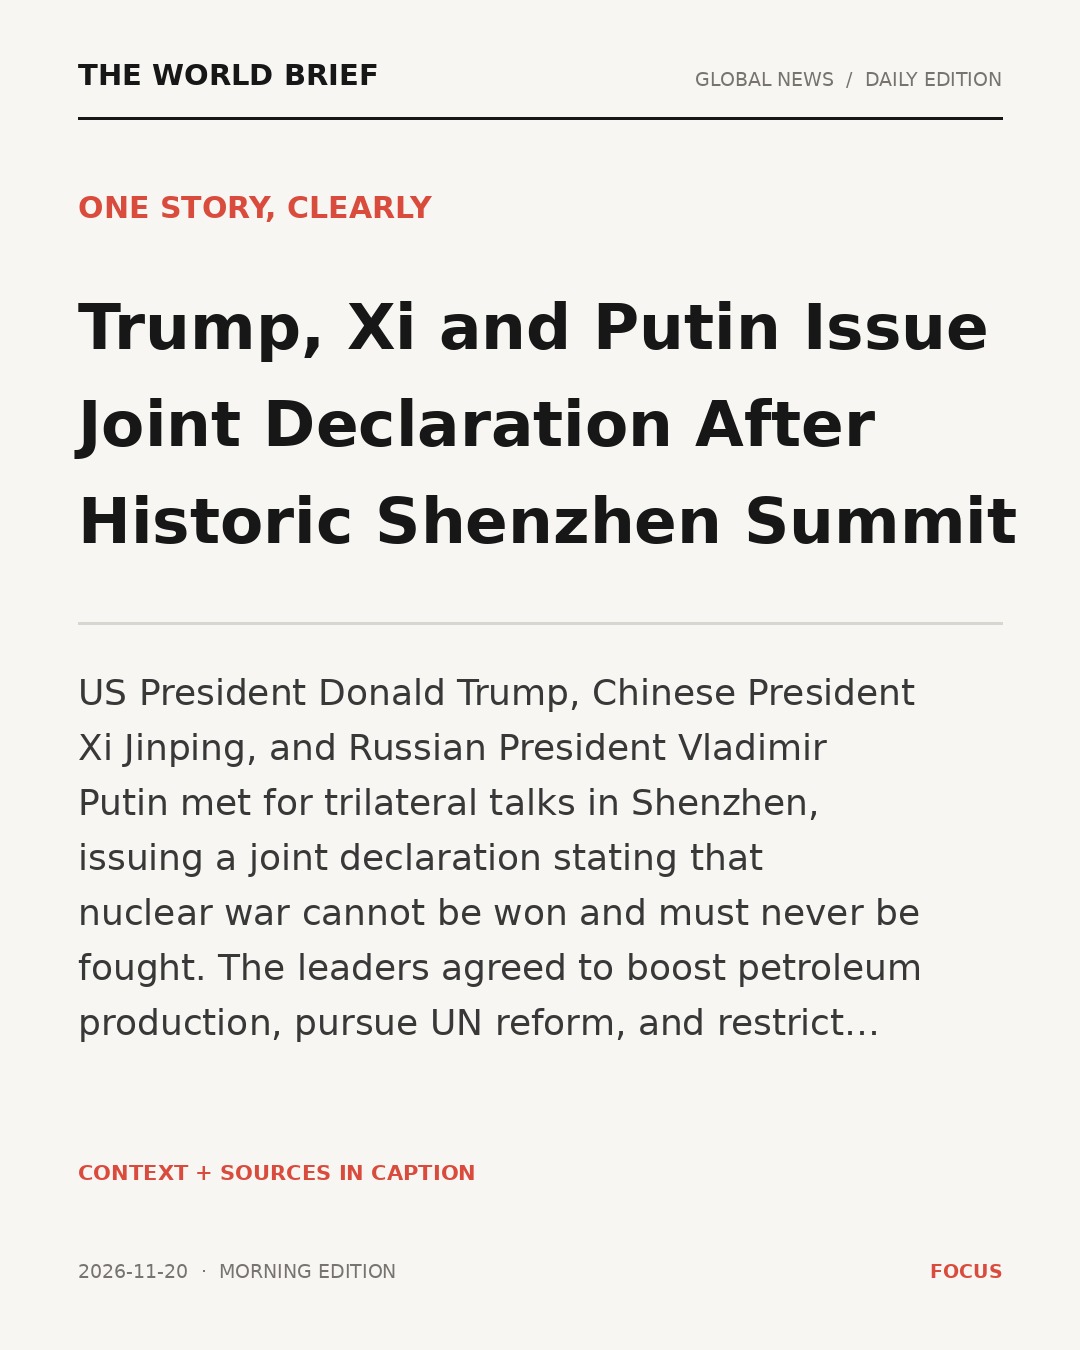 THE WORLD BRIEF
GLOBAL NEWS / DAILY EDITION
ONE STORY, CLEARLY
Trump, Xi and Putin Issue
Joint Declaration After
Historic Shenzhen Summit
US President Donald Trump, Chinese President
Xi Jinping, and Russian President Vladimir
Putin met for trilateral talks in Shenzhen,
issuing a joint declaration stating that
nuclear war cannot be won and must never be
fought. The leaders agreed to boost petroleum
production, pursue UN reform, and restrict…
CONTEXT + SOURCES IN CAPTION
2026-11-20 · MORNING EDITION
FOCUS